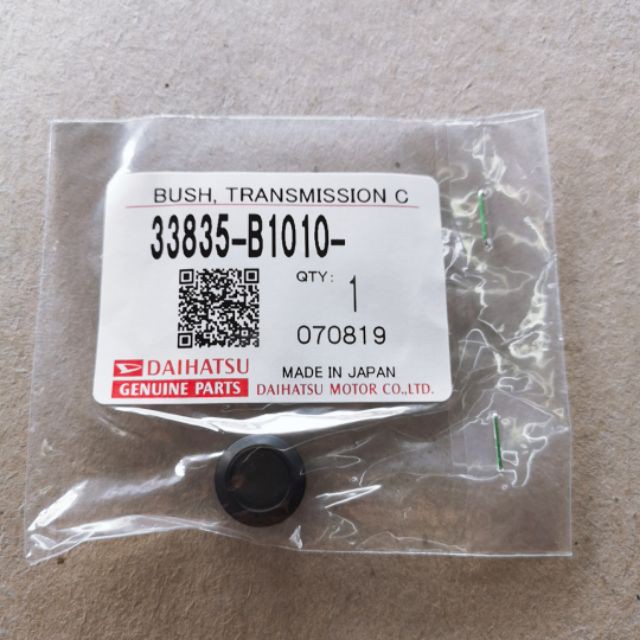 BUSH, TRANSMISSION C
33835-B1010-
QTY: 1
070819
DAIHATSU
GENUINE PARTS
MADE IN JAPAN
DAIHATSU MOTOR CO.,LTD.